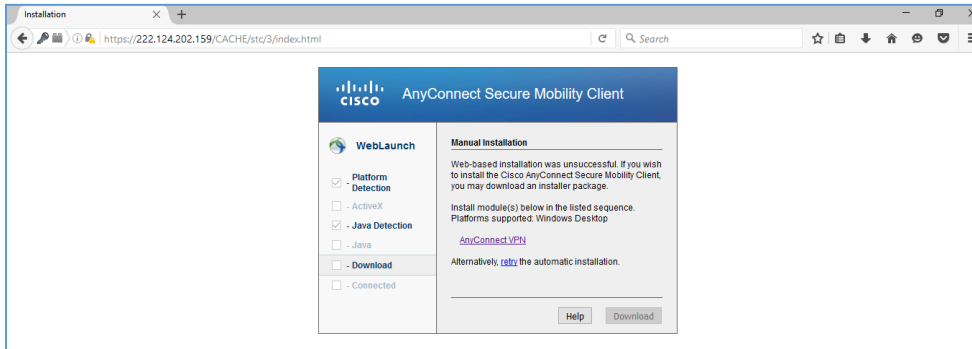 Installation
https://222.124.202.159/CACHE/stc/3/index.html
Search
CISCO
AnyConnect Secure Mobility Client
WebLaunch
- Platform
Detection
- ActiveX
- Java Detection
- Java
- Download
- Connected
Manual Installation
Web-based installation was unsuccessful. If you wish
to install the Cisco AnyConnect Secure Mobility Client,
you may download an installer package.
Install module(s) below in the listed sequence.
Platforms supported: Windows Desktop
AnyConnect VPN
Alternatively, retry the automatic installation.
Help
Download